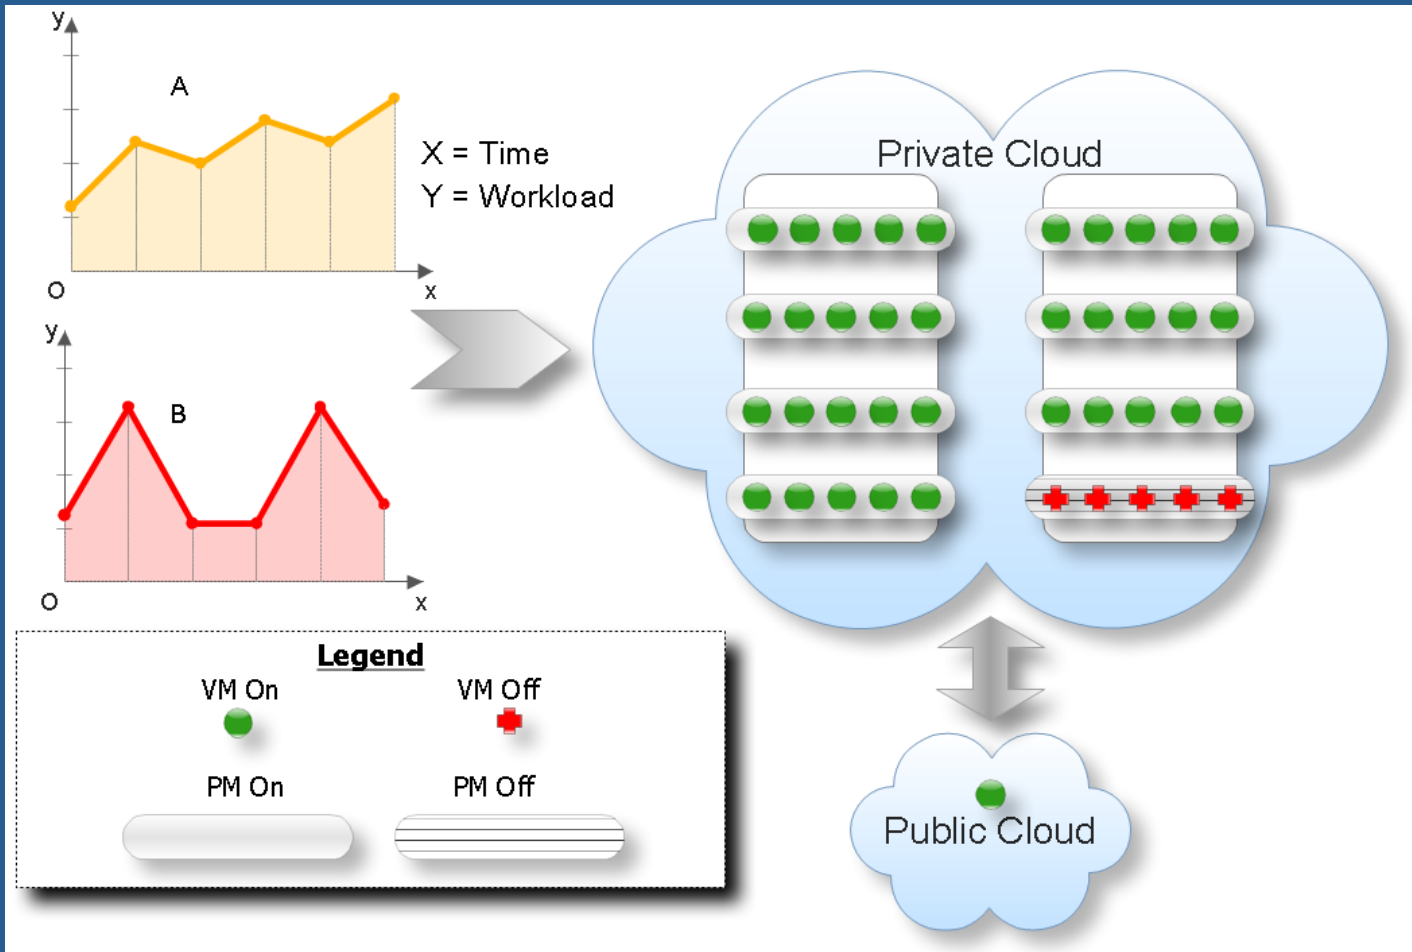 y
A
X = Time
Y = Workload
O
x
y
B
O
x
Private Cloud
Legend
VM On
VM Off
PM On
PM Off
Public Cloud